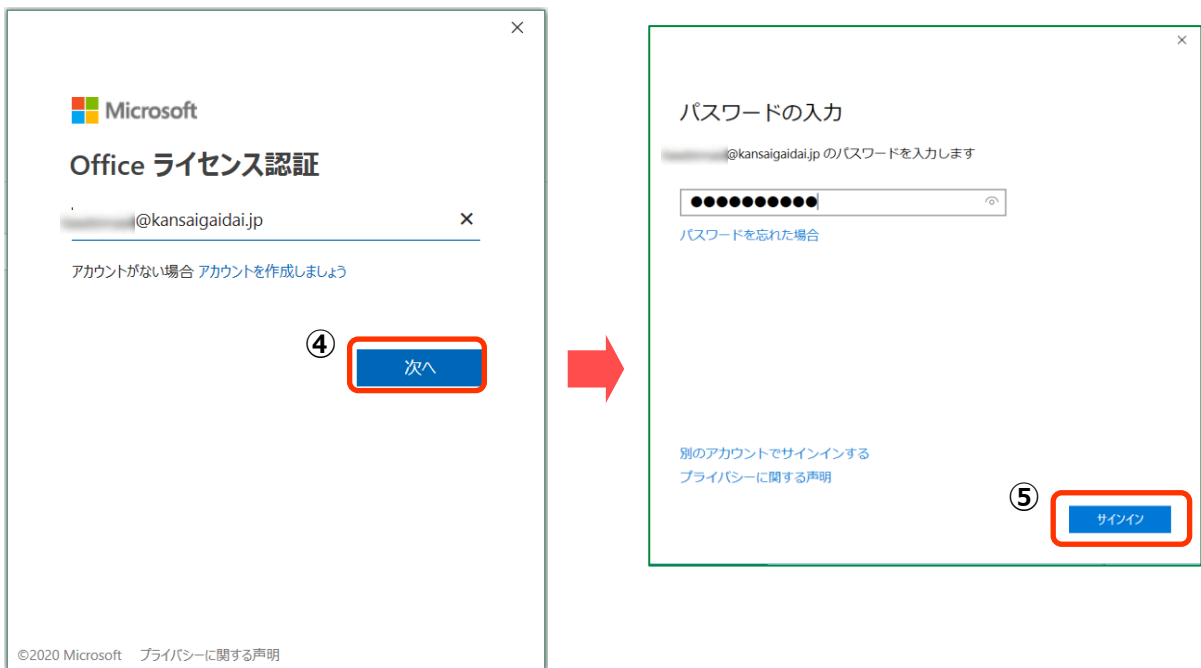 Microsoft
Office ライセンス認証
@kansaigaidai.jp
アカウントがない場合 アカウントを作成しましょう
④
次へ
©2020 Microsoft プライバシーに関する声明
パスワードの入力
@kansaigaidai.jp のパスワードを入力します
●●●●●●●●●●
パスワードを忘れた場合
別のアカウントでサインインする
プライバシーに関する声明
⑤
サインイン